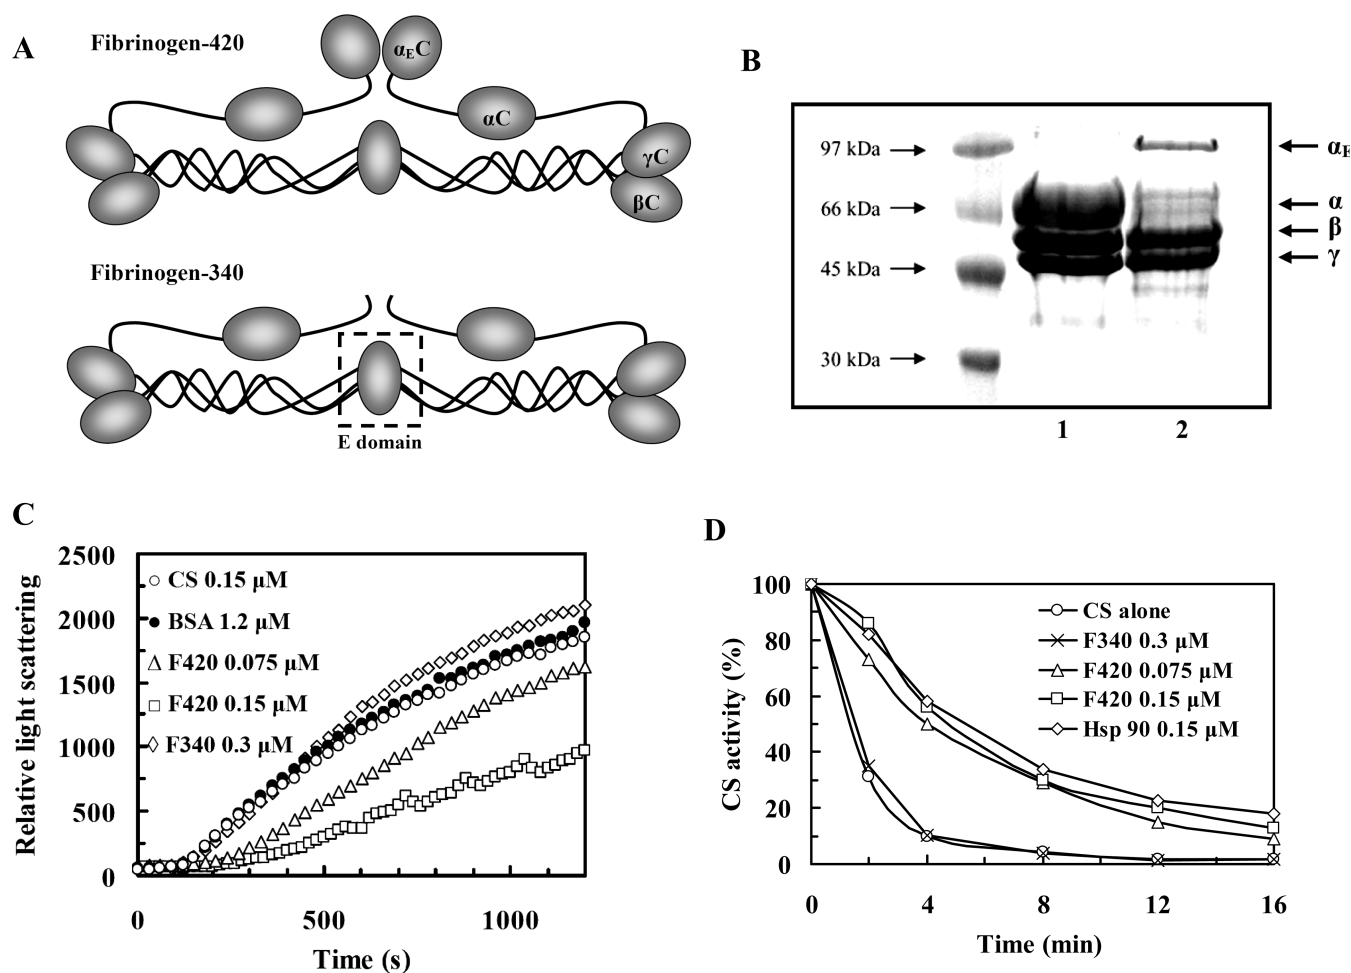 A
Fibrinogen-420
αEC
αC
γC
βC
Fibrinogen-340
E domain
B
97 kDa
66 kDa
45 kDa
30 kDa
αE
α
β
γ
1 2
C
Relative light scattering
2500
2000
1500
1000
500
0
CS 0.15 μM
BSA 1.2 μM
F420 0.075 μM
F420 0.15 μM
F340 0.3 μM
0 500 1000
Time (s)
D
CS activity (%)
100
80
60
40
20
0
CS alone
F340 0.3 μM
F420 0.075 μM
F420 0.15 μM
Hsp 90 0.15 μM
0 4 8 12 16
Time (min)